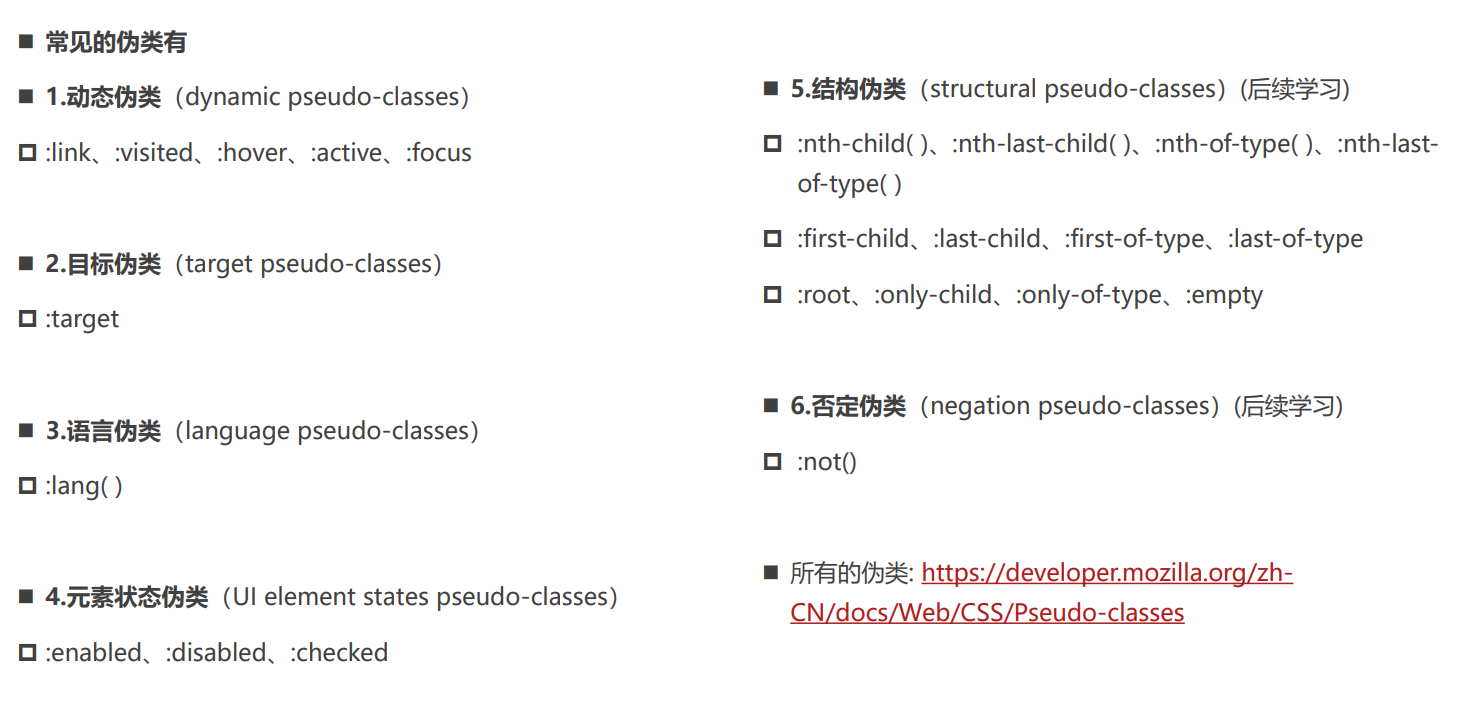 ■ 常见的伪类有
■ 1.动态伪类（dynamic pseudo-classes）
:link、:visited、:hover、:active、:focus
■ 2.目标伪类（target pseudo-classes）
:target
■ 3.语言伪类（language pseudo-classes）
:lang( )
■ 4.元素状态伪类（UI element states pseudo-classes）
:enabled、:disabled、:checked
■ 5.结构伪类（structural pseudo-classes）(后续学习)
:nth-child( )、:nth-last-child( )、:nth-of-type( )、:nth-last-
of-type( )
:first-child、:last-child、:first-of-type、:last-of-type
:root、:only-child、:only-of-type、:empty
■ 6.否定伪类（negation pseudo-classes）(后续学习)
:not()
■ 所有的伪类: https://developer.mozilla.org/zh-
CN/docs/Web/CSS/Pseudo-classes